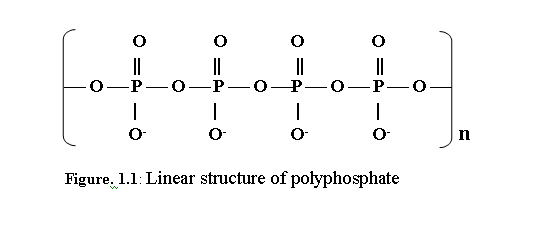 O O O O
|| || || ||
— O — P — O — P — O — P — O — P — O —
| | | |
O- O- O- O- n
Figure. 1.1: Linear structure of polyphosphate